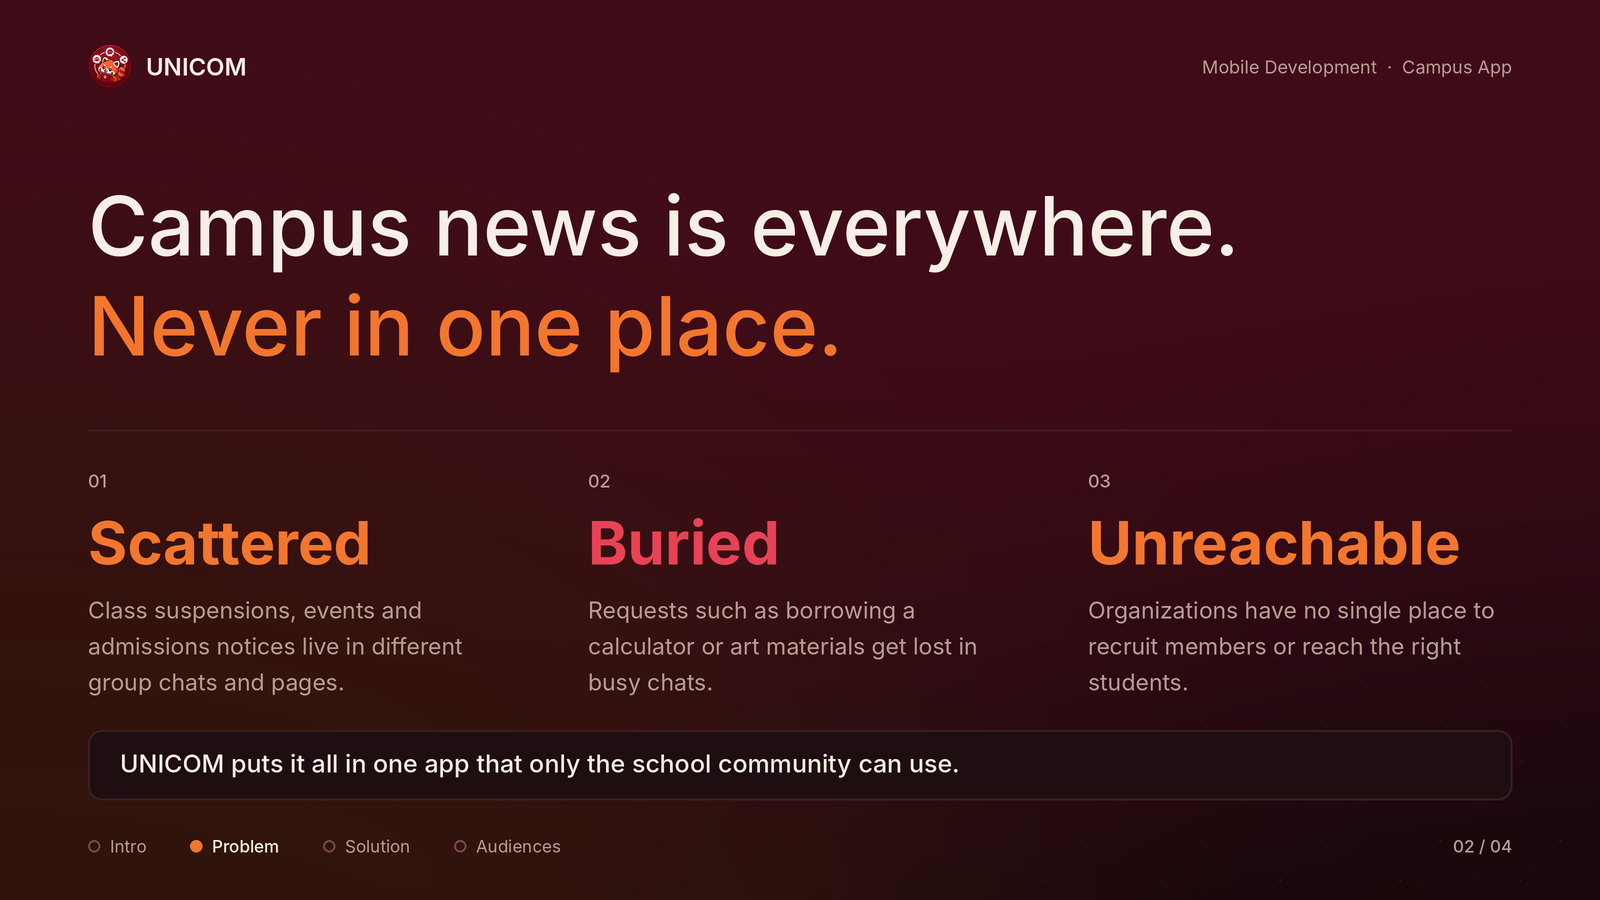 UNICOM
Mobile Development · Campus App
Campus news is everywhere.
Never in one place.
01
Scattered
Class suspensions, events and
admissions notices live in different
group chats and pages.
02
Buried
Requests such as borrowing a
calculator or art materials get lost in
busy chats.
03
Unreachable
Organizations have no single place to
recruit members or reach the right
students.
UNICOM puts it all in one app that only the school community can use.
Intro
Problem
Solution
Audiences
02 / 04